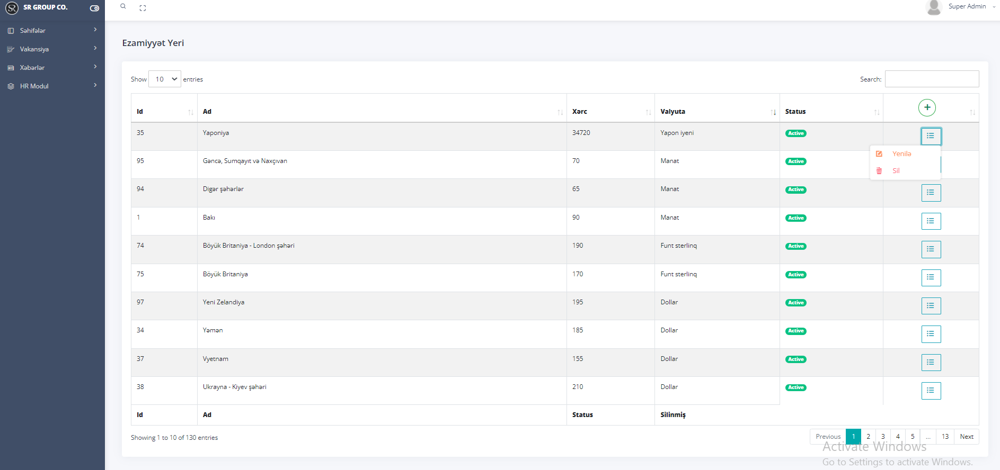 SR GROUP CO.
Super Admin
Səhifələr
Vakansiya
Xəbərlər
HR Modul
Ezamiyyət Yeri
Show 10 entries
Search:
Id Ad Xərc Valyuta Status
35 Yaponiya 34720 Yapon iyeni Active
Yenilə
Sil
95 Gəncə, Sumqayıt və Naxçıvan 70 Manat Active
94 Digər şəhərlər 65 Manat Active
1 Bakı 90 Manat Active
74 Böyük Britaniya - London şəhəri 190 Funt sterlinq Active
75 Böyük Britaniya 170 Funt sterlinq Active
97 Yeni Zelandiya 195 Dollar Active
34 Yəmən 185 Dollar Active
37 Vyetnam 155 Dollar Active
38 Ukrayna - Kiyev şəhəri 210 Dollar Active
Id Ad Status Silinmiş
Showing 1 to 10 of 130 entries
Previous 1 2 3 4 5 ... 13 Next
Activate Windows
Go to Settings to activate Windows.